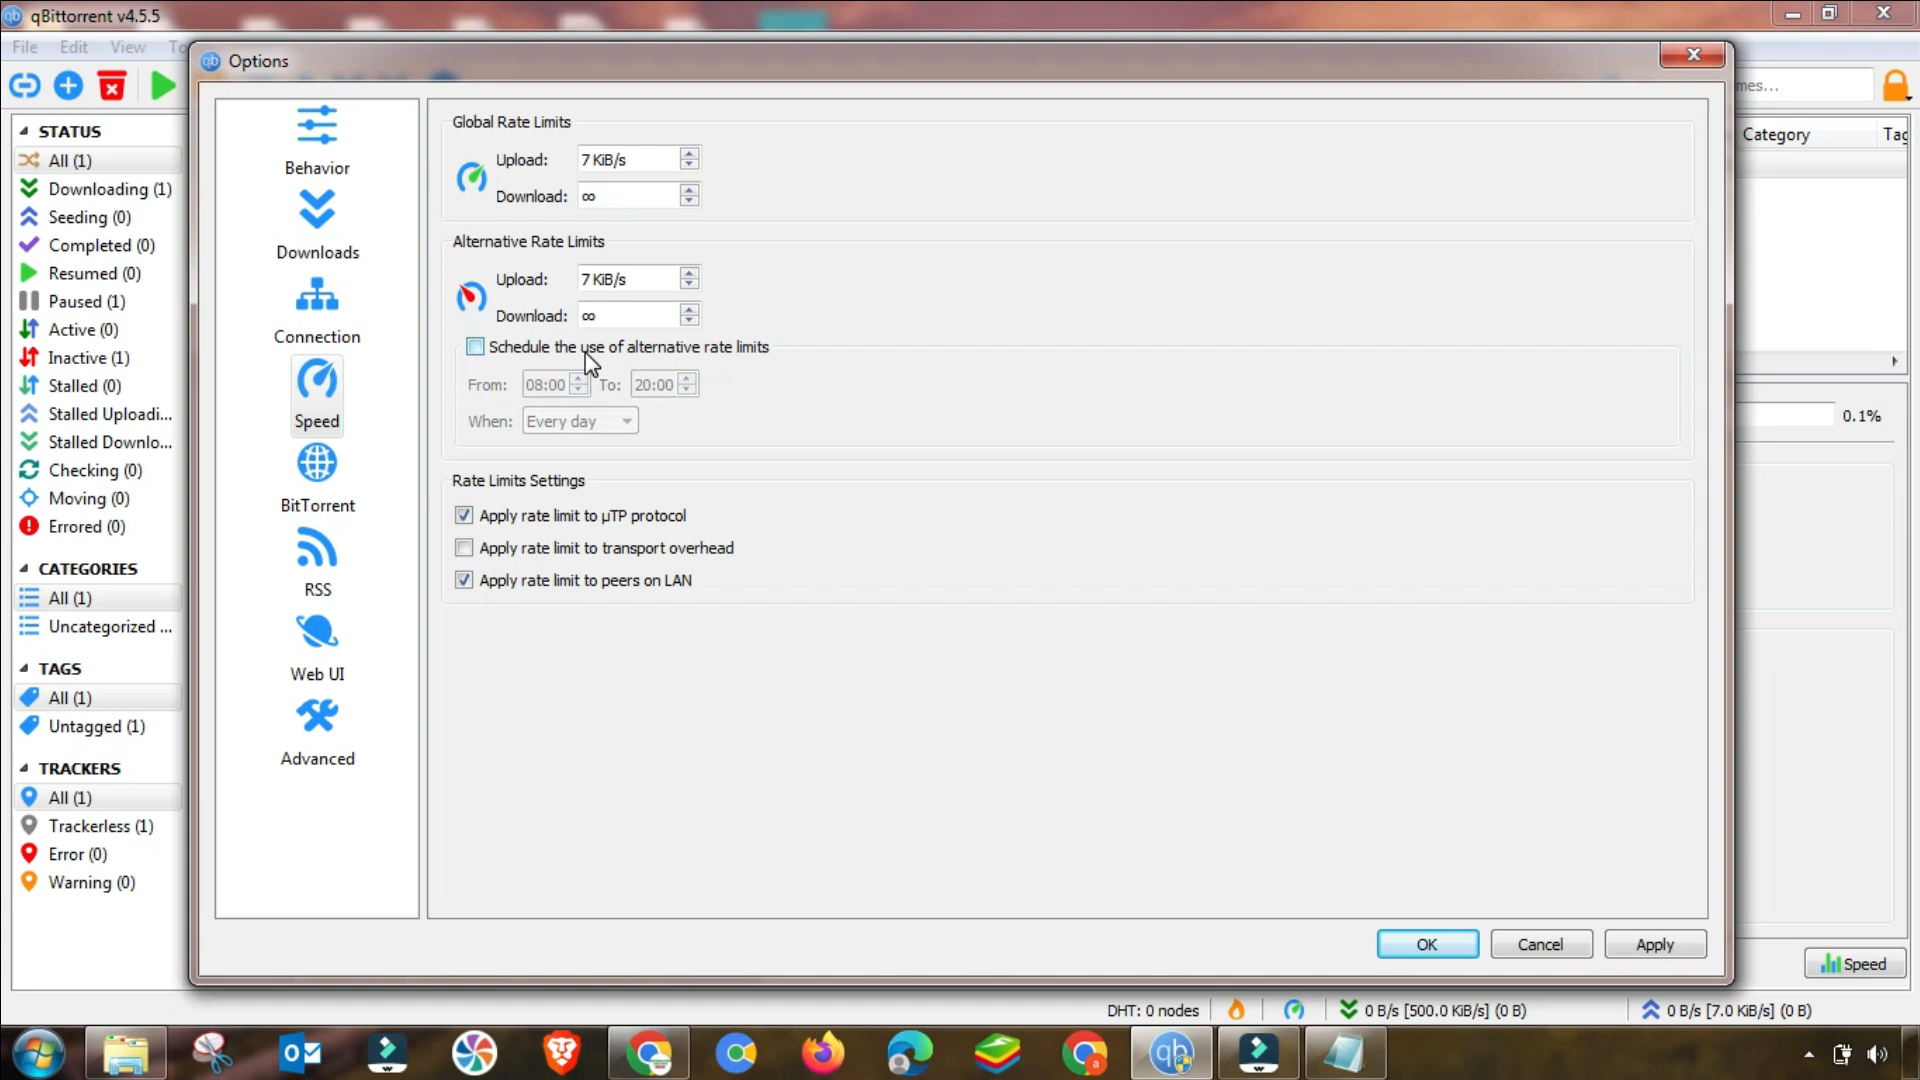 qBittorrent v4.5.5
File Edit View To
Options
mes...
STATUS
All (1)
Downloading (1)
Seeding (0)
Completed (0)
Resumed (0)
Paused (1)
Active (0)
Inactive (1)
Stalled (0)
Stalled Uploadi...
Stalled Downlo...
Checking (0)
Moving (0)
Errored (0)
CATEGORIES
All (1)
Uncategorized ...
TAGS
All (1)
Untagged (1)
TRACKERS
All (1)
Trackerless (1)
Error (0)
Warning (0)
Behavior
Downloads
Connection
Speed
BitTorrent
RSS
Web UI
Advanced
Global Rate Limits
Upload: 7 KiB/s
Download: ∞
Alternative Rate Limits
Upload: 7 KiB/s
Download: ∞
Schedule the use of alternative rate limits
From: 08:00 To: 20:00
When: Every day
Rate Limits Settings
Apply rate limit to µTP protocol
Apply rate limit to transport overhead
Apply rate limit to peers on LAN
OK Cancel Apply
Category Tag
0.1%
Speed
DHT: 0 nodes 0 B/s [500.0 KiB/s] (0 B) 0 B/s [7.0 KiB/s] (0 B)